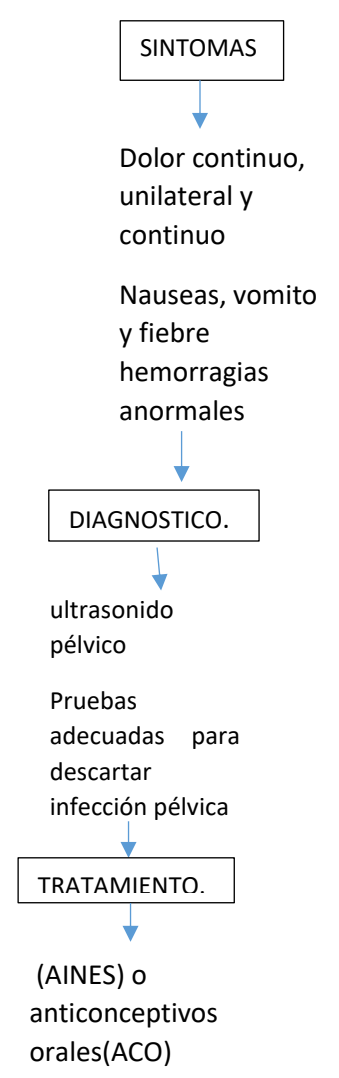 SINTOMAS
Dolor continuo,
unilateral y
continuo
Nauseas, vomito
y fiebre
hemorragias
anormales
DIAGNOSTICO.
ultrasonido
pélvico
Pruebas
adecuadas para
descartar
infección pélvica
TRATAMIENTO.
(AINES) o
anticonceptivos
orales(ACO)